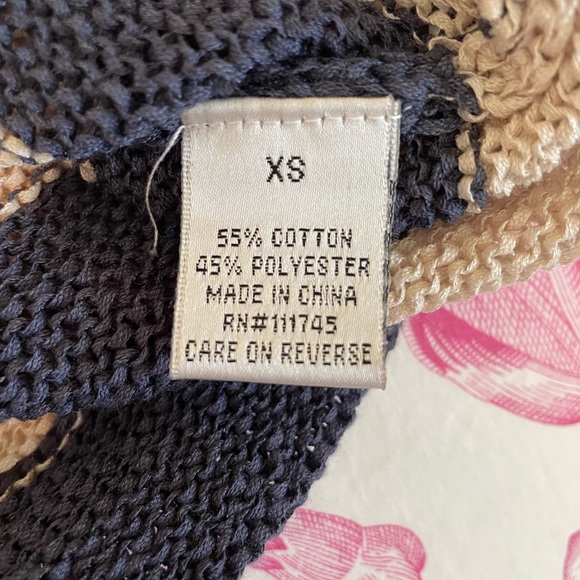 XS
55% COTTON
45% POLYESTER
MADE IN CHINA
RN#111745
CARE ON REVERSE